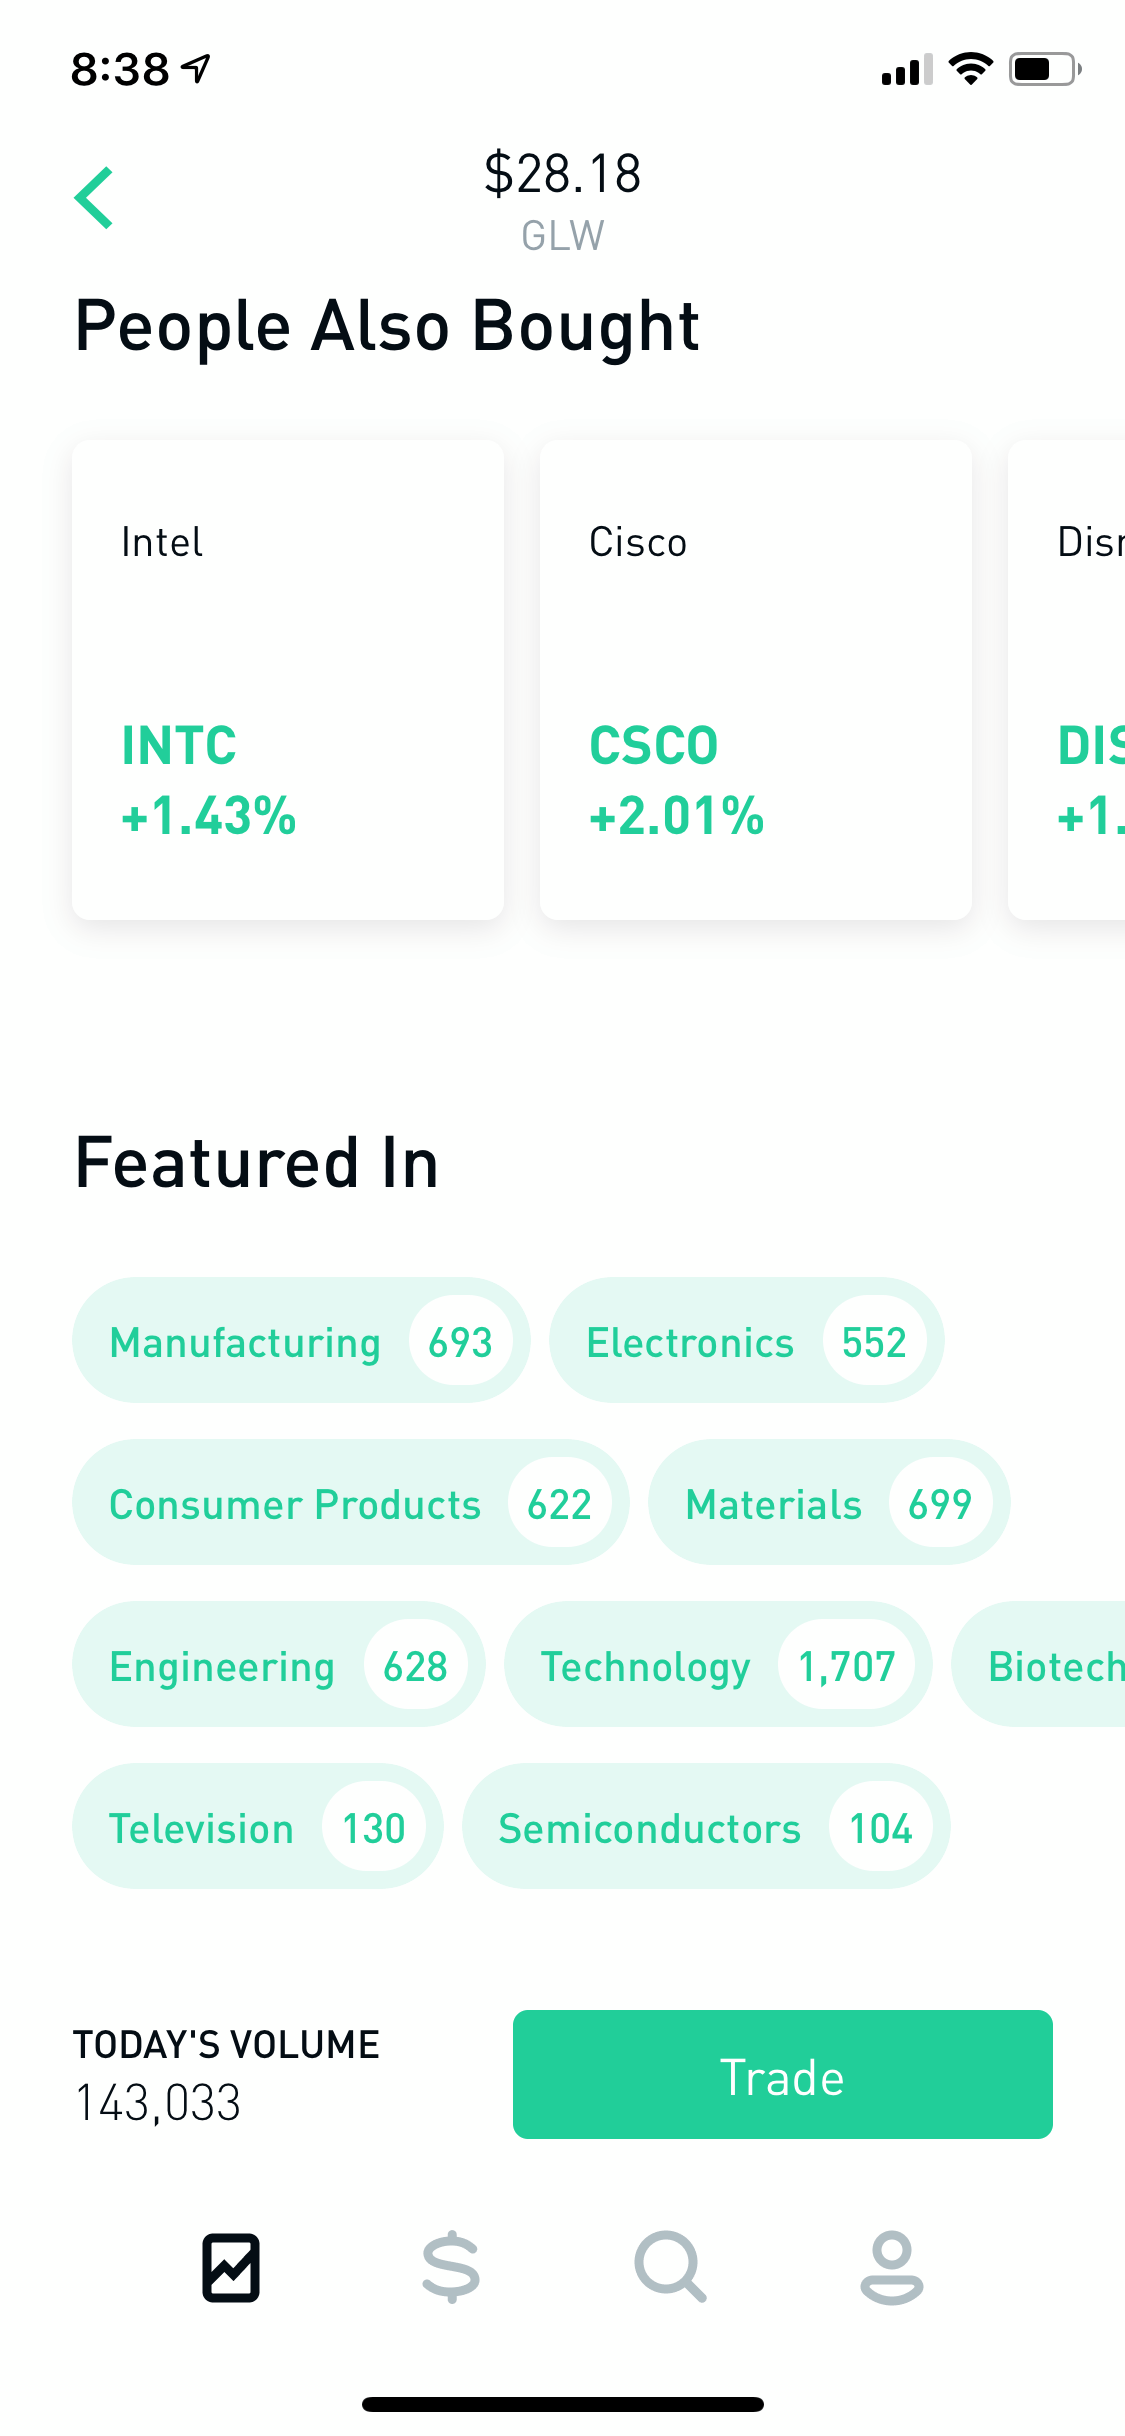 8:38
$28.18
GLW
People Also Bought
Intel
INTC
+1.43%
Cisco
CSCO
+2.01%
DIS
+1.
Featured In
Manufacturing 693
Electronics 552
Consumer Products 622
Materials 699
Engineering 628
Technology 1,707
Biotech
Television 130
Semiconductors 104
TODAY'S VOLUME
143,033
Trade